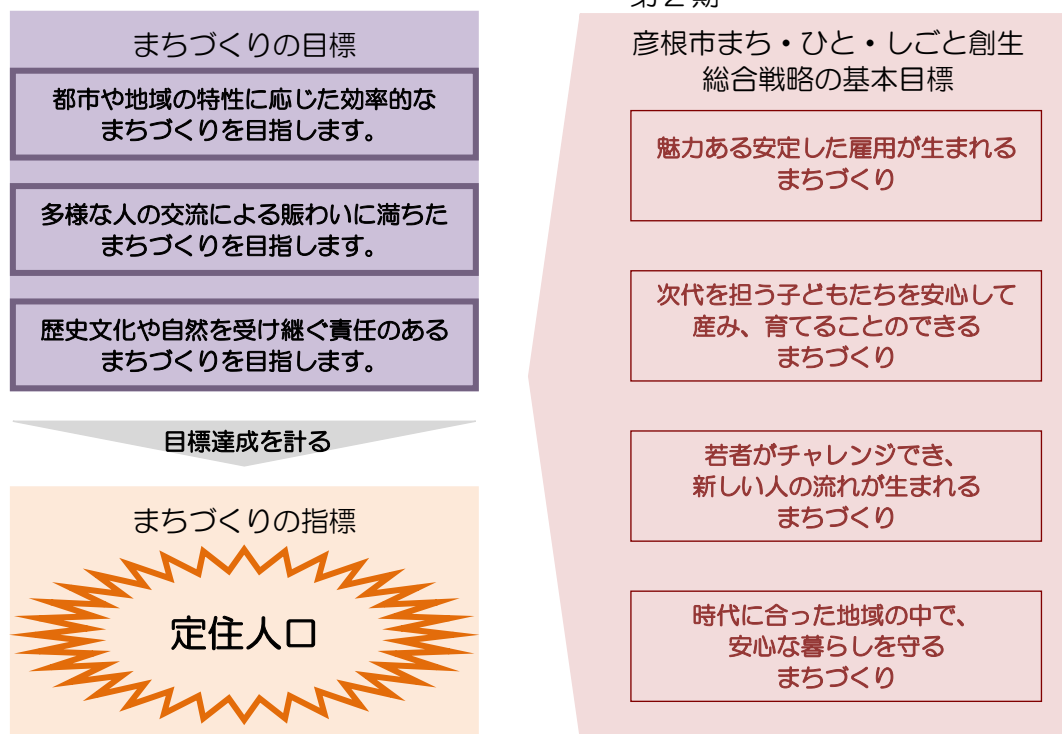 まちづくりの目標
都市や地域の特性に応じた効率的な
まちづくりを目指します。
多様な人の交流による賑わいに満ちた
まちづくりを目指します。
歴史文化や自然を受け継ぐ責任のある
まちづくりを目指します。
目標達成を計る
まちづくりの指標
定住人口
第2期
彦根市まち・ひと・しごと創生
総合戦略の基本目標
魅力ある安定した雇用が生まれる
まちづくり
次代を担う子どもたちを安心して
産み、育てることのできる
まちづくり
若者がチャレンジでき、
新しい人の流れが生まれる
まちづくり
時代に合った地域の中で、
安心な暮らしを守る
まちづくり